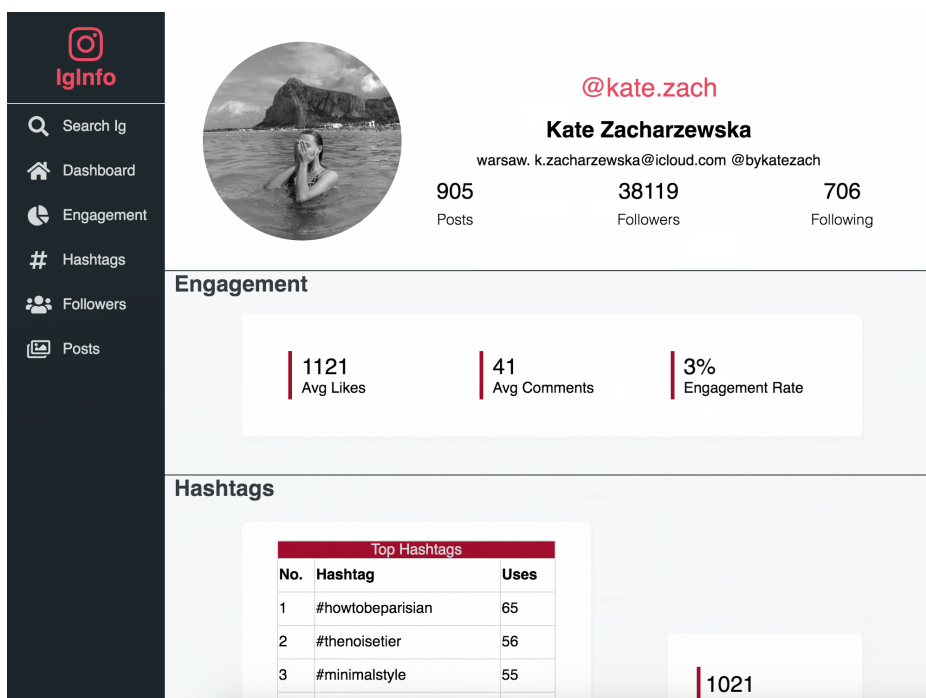 IgInfo
Search Ig
Dashboard
Engagement
Hashtags
Followers
Posts
@kate.zach
Kate Zacharzewska
warsaw. k.zacharzewska@icloud.com @bykatezach
905 38119 706
Posts Followers Following
Engagement
1121 41 3%
Avg Likes Avg Comments Engagement Rate
Hashtags
Top Hashtags
No. Hashtag Uses
1 #howtobeparisian 65
2 #thenoisetier 56
3 #minimalstyle 55
1021